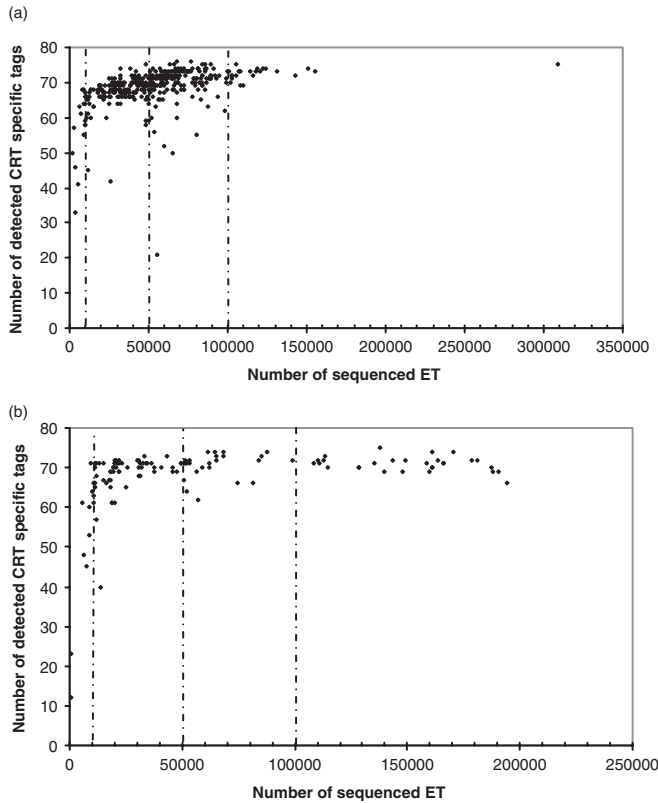 (a)
Number of detected CRT specific tags
80
70
60
50
40
30
20
10
0
0 50000 100000 150000 200000 250000 300000 350000
Number of sequenced ET
(b)
Number of detected CRT specific tags
80
70
60
50
40
30
20
10
0
0 50000 100000 150000 200000 250000
Number of sequenced ET